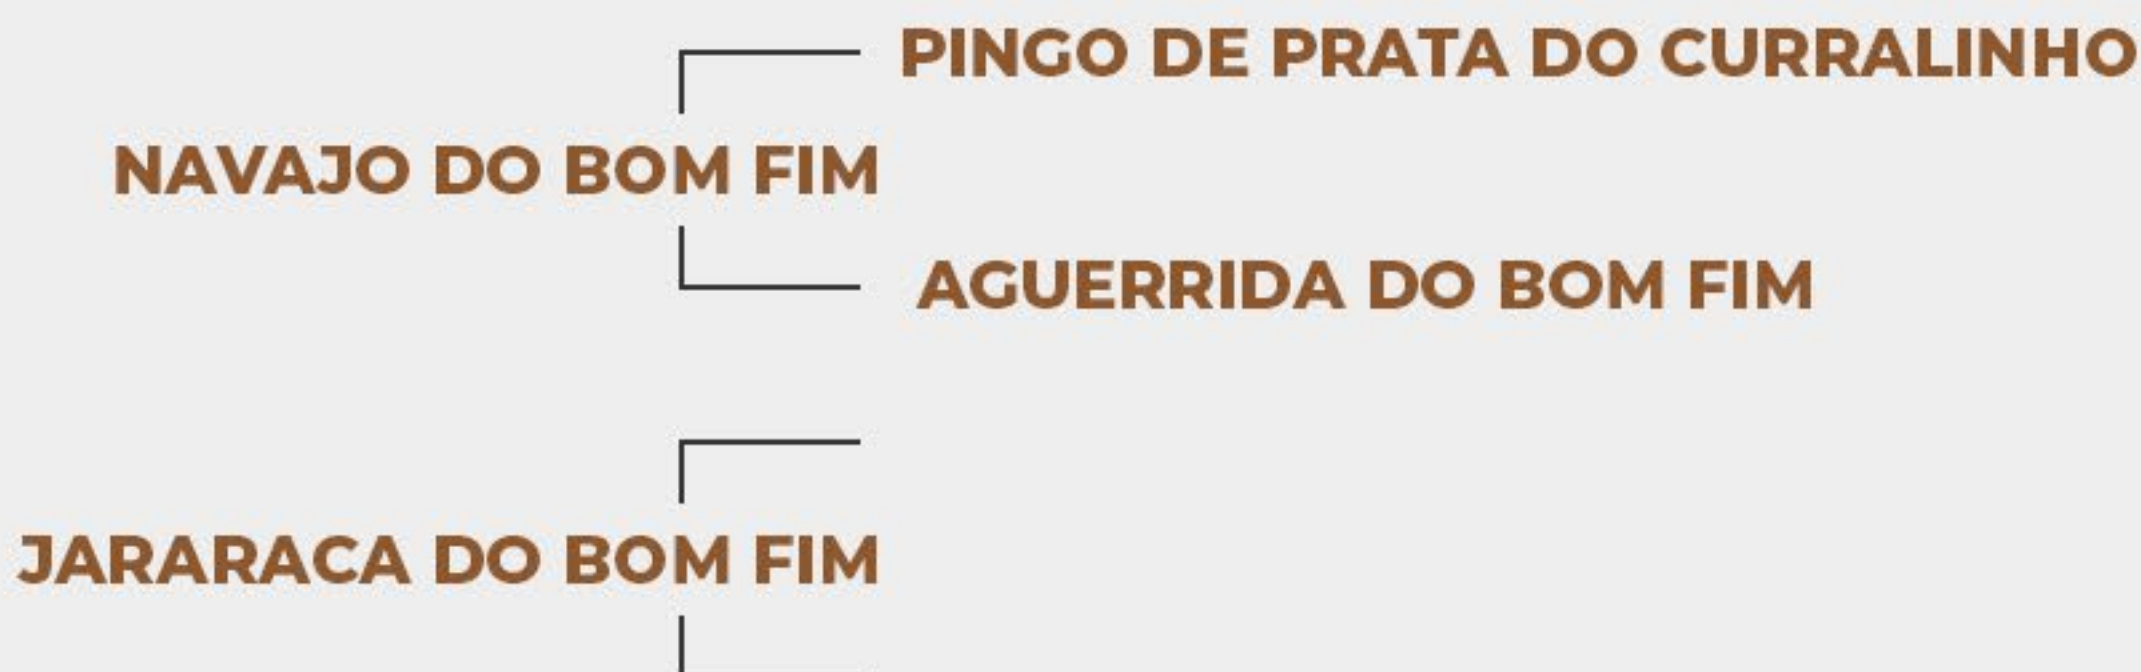 PINGO DE PRATA DO CURRALINHO
NAVAJO DO BOM FIM
AGUERRIDA DO BOM FIM
JARARACA DO BOM FIM